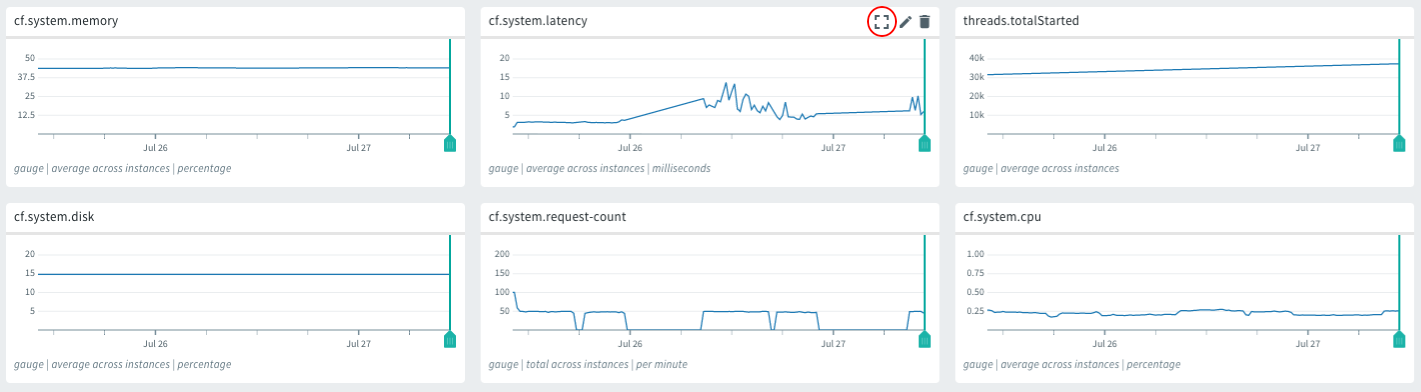 cf.system.memory
50
37.5
25
12.5
Jul 26 Jul 27
gauge | average across instances | percentage
cf.system.latency
20
15
10
5
Jul 26 Jul 27
gauge | average across instances | milliseconds
threads.totalStarted
40k
30k
20k
10k
Jul 26 Jul 27
gauge | average across instances
cf.system.disk
20
15
10
5
Jul 26 Jul 27
gauge | average across instances | percentage
cf.system.request-count
200
150
100
50
Jul 26 Jul 27
gauge | total across instances | per minute
cf.system.cpu
1.00
0.75
0.50
0.25
Jul 26 Jul 27
gauge | average across instances | percentage